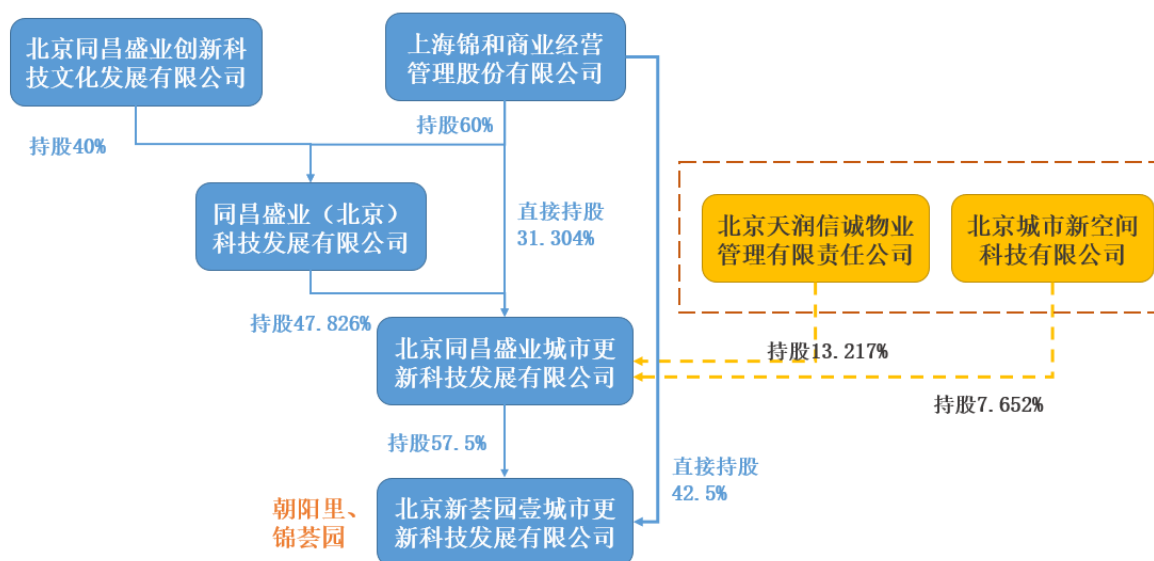 北京同昌盛业创新科
技文化发展有限公司
上海锦和商业经营
管理股份有限公司
持股40%
持股60%
同昌盛业（北京）
科技发展有限公司
直接持股
31.304%
北京天润信诚物业
管理有限责任公司
北京城市新空间
科技有限公司
持股47.826%
北京同昌盛业城市更
新科技发展有限公司
持股13.217%
持股7.652%
持股57.5%
直接持股
42.5%
朝阳里、
锦荟园
北京新荟园壹城市更
新科技发展有限公司